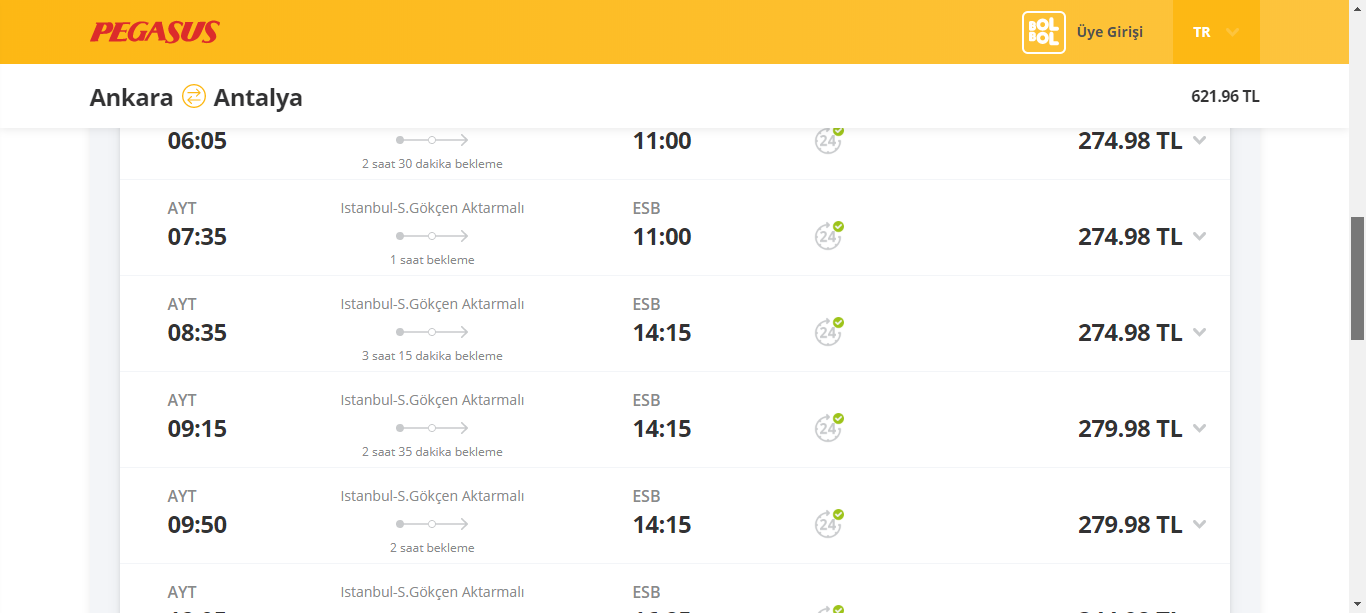 PEGASUS
BOL
BOL
Üye Girişi
TR
Ankara Antalya
621.96 TL
06:05 11:00 24 274.98 TL
2 saat 30 dakika bekleme
AYT Istanbul-S.Gökçen Aktarmalı ESB
07:35 11:00 24 274.98 TL
1 saat bekleme
AYT Istanbul-S.Gökçen Aktarmalı ESB
08:35 14:15 24 274.98 TL
3 saat 15 dakika bekleme
AYT Istanbul-S.Gökçen Aktarmalı ESB
09:15 14:15 24 279.98 TL
2 saat 35 dakika bekleme
AYT Istanbul-S.Gökçen Aktarmalı ESB
09:50 14:15 24 279.98 TL
2 saat bekleme
AYT Istanbul-S.Gökçen Aktarmalı ESB